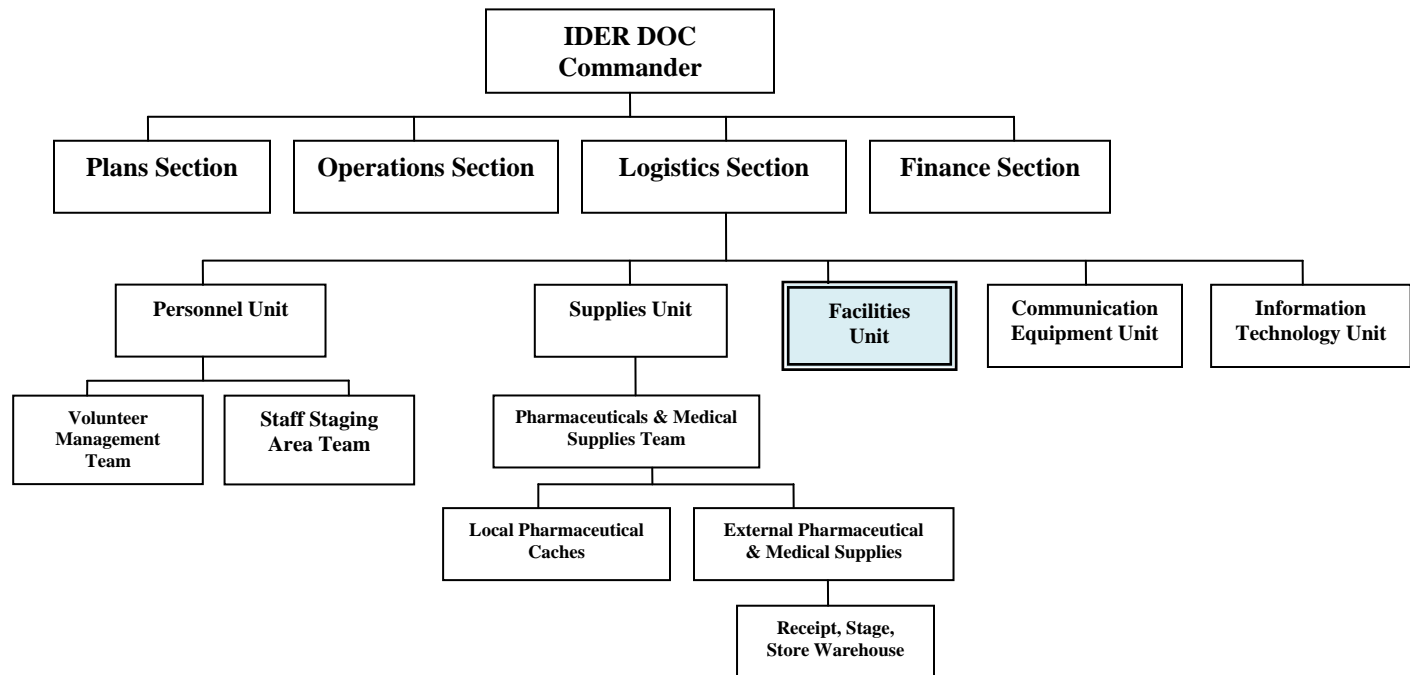 IDER DOC
Commander
Plans Section
Operations Section
Logistics Section
Finance Section
Personnel Unit
Supplies Unit
Facilities
Unit
Communication
Equipment Unit
Information
Technology Unit
Volunteer
Management
Team
Staff Staging
Area Team
Pharmaceuticals & Medical
Supplies Team
Local Pharmaceutical
Caches
External Pharmaceutical
& Medical Supplies
Receipt, Stage,
Store Warehouse